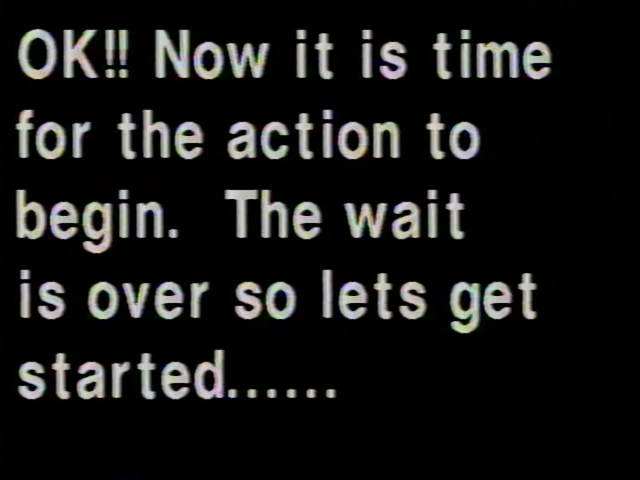 OK!! Now it is time
for the action to
begin.  The wait
is over so lets get
started......